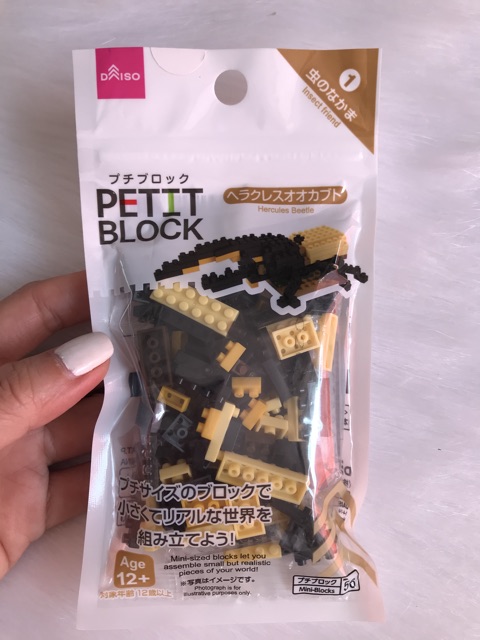 DAISO
1
虫のなかま
Insect friend
プチブロック
PETIT
BLOCK
ヘラクレスオオカブト
Hercules Beetle
プチサイズのブロックで
小さくてリアルな世界を
組み立てよう!
Mini-sized blocks let you
assemble small but realistic
pieces of your world!
Age
12+
対象年齢 12歳以上
※写真はイメージです。
Photograph is for
illustrative purposes only.
プチブロック
Mini-Blocks